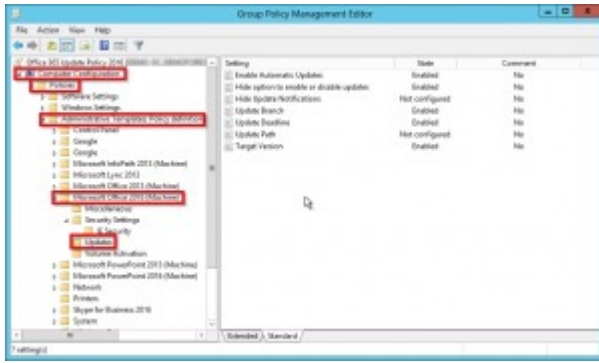 Group Policy Management Editor
File Action View Help
Office 365 Update Policy 2016
Computer Configuration
Policies
Software Settings
Windows Settings
Administrative Templates: Policy definition
Control Panel
Google
Google
Microsoft InfoPath 2013 (Machine)
Microsoft Lync 2013
Microsoft Office 2013 (Machine)
Microsoft Office 2016 (Machine)
Miscellaneous
Security Settings
IE Security
Updates
Volume Activation
Microsoft PowerPoint 2013 (Machine)
Microsoft PowerPoint 2016 (Machine)
Network
Printers
Skype for Business 2016
System
Setting State Comment
Enable Automatic Updates Enabled No
Hide option to enable or disable updates Enabled No
Hide Update Notifications Not configured No
Update Branch Enabled No
Update Deadline Enabled No
Update Path Not configured No
Target Version Enabled No
Extended Standard
7 setting(s)